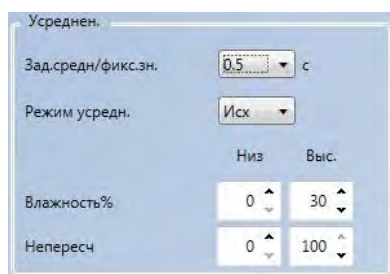 Усреднен.
Зад.средн/фикс.зн. 0.5 с
Режим усредн. Исх
Низ Выс.
Влажность% 0 30
Непересч 0 100